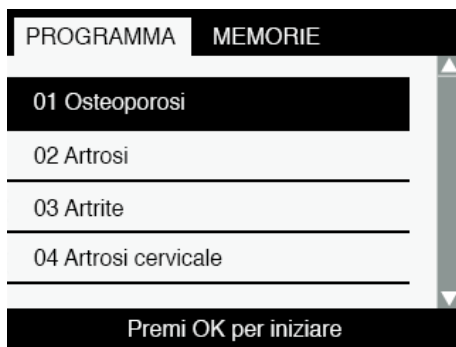 PROGRAMMA MEMORIE
01 Osteoporosi
02 Artrosi
03 Artrite
04 Artrosi cervicale
Premi OK per iniziare